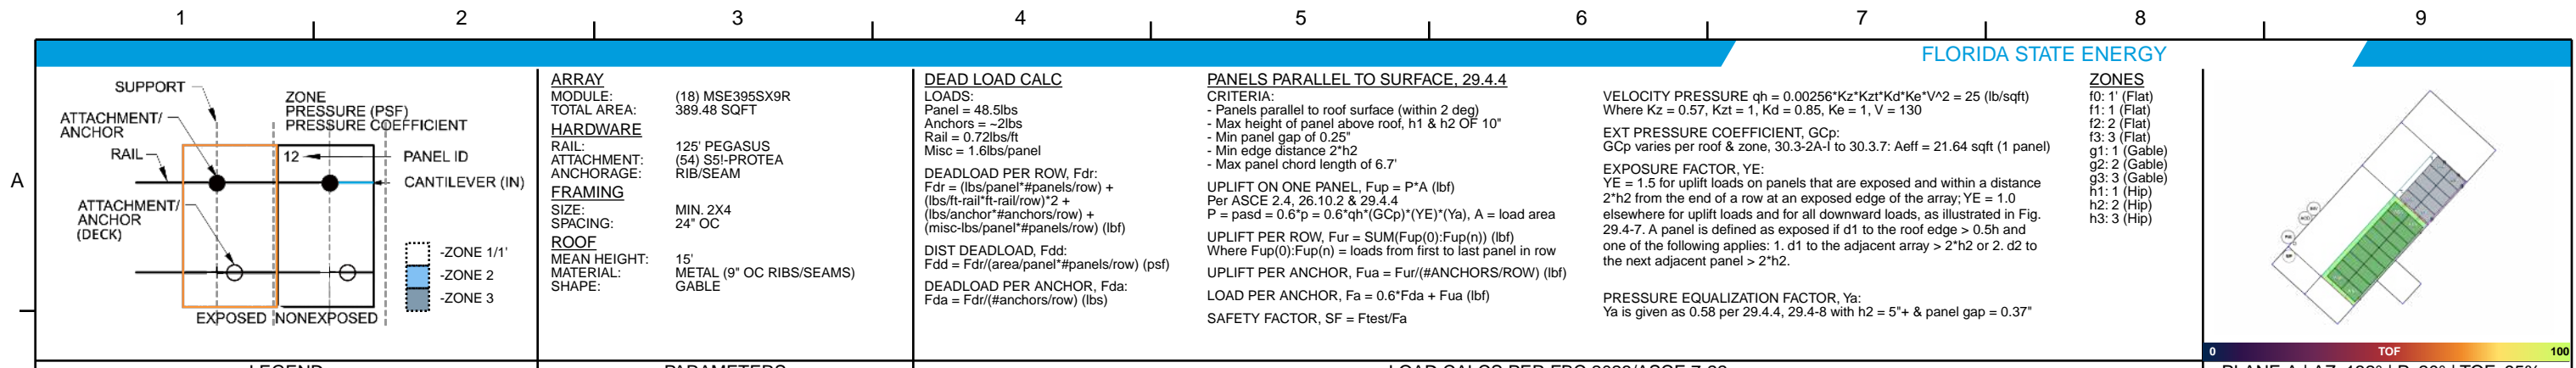 1 2 3 4 5 6 7 8 9
A
FLORIDA STATE ENERGY
SUPPORT
ATTACHMENT/
ANCHOR
RAIL
ATTACHMENT/
ANCHOR
(DECK)
ZONE
PRESSURE (PSF)
PRESSURE COEFFICIENT
12
PANEL ID
CANTILEVER (IN)
-ZONE 1/1'
-ZONE 2
-ZONE 3
EXPOSED NONEXPOSED
LEGEND
ARRAY
MODULE: (18) MSE395SX9R
TOTAL AREA: 389.48 SQFT
HARDWARE
RAIL: 125' PEGASUS
ATTACHMENT: (54) S5!-PROTEA
ANCHORAGE: RIB/SEAM
FRAMING
SIZE: MIN. 2X4
SPACING: 24" OC
ROOF
MEAN HEIGHT: 15'
MATERIAL: METAL (9" OC RIBS/SEAMS)
SHAPE: GABLE
PARAMETERS
DEAD LOAD CALC
LOADS:
Panel = 48.5lbs
Anchors = ~2lbs
Rail = 0.72lbs/ft
Misc = 1.6lbs/panel
DEADLOAD PER ROW, Fdr:
Fdr = (lbs/panel*#panels/row) +
(lbs/ft-rail*ft-rail/row)*2 +
(lbs/anchor*#anchors/row) +
(misc-lbs/panel*#panels/row) (lbf)
DIST DEADLOAD, Fdd:
Fdd = Fdr/(area/panel*#panels/row) (psf)
DEADLOAD PER ANCHOR, Fda:
Fda = Fdr/(#anchors/row) (lbs)
PANELS PARALLEL TO SURFACE, 29.4.4
CRITERIA:
- Panels parallel to roof surface (within 2 deg)
- Max height of panel above roof, h1 & h2 OF 10"
- Min panel gap of 0.25"
- Min edge distance 2*h2
- Max panel chord length of 6.7'
UPLIFT ON ONE PANEL, Fup = P*A (lbf)
Per ASCE 2.4, 26.10.2 & 29.4.4
P = pasd = 0.6*p = 0.6*qh*(GCp)*(YE)*(Ya), A = load area
UPLIFT PER ROW, Fur = SUM(Fup(0):Fup(n)) (lbf)
Where Fup(0):Fup(n) = loads from first to last panel in row
UPLIFT PER ANCHOR, Fua = Fur/(#ANCHORS/ROW) (lbf)
LOAD PER ANCHOR, Fa = 0.6*Fda + Fua (lbf)
SAFETY FACTOR, SF = Ftest/Fa
VELOCITY PRESSURE qh = 0.00256*Kz*Kzt*Kd*Ke*V^2 = 25 (lb/sqft)
Where Kz = 0.57, Kzt = 1, Kd = 0.85, Ke = 1, V = 130
EXT PRESSURE COEFFICIENT, GCp:
GCp varies per roof & zone, 30.3-2A-I to 30.3.7: Aeff = 21.64 sqft (1 panel)
EXPOSURE FACTOR, YE:
YE = 1.5 for uplift loads on panels that are exposed and within a distance
2*h2 from the end of a row at an exposed edge of the array; YE = 1.0
elsewhere for uplift loads and for all downward loads, as illustrated in Fig.
29.4-7. A panel is defined as exposed if d1 to the roof edge > 0.5h and
one of the following applies: 1. d1 to the adjacent array > 2*h2 or 2. d2 to
the next adjacent panel > 2*h2.
PRESSURE EQUALIZATION FACTOR, Ya:
Ya is given as 0.58 per 29.4.4, 29.4-8 with h2 = 5"+ & panel gap = 0.37"
ZONES
f0: 1' (Flat)
f1: 1 (Flat)
f2: 2 (Flat)
f3: 3 (Flat)
g1: 1 (Gable)
g2: 2 (Gable)
g3: 3 (Gable)
h1: 1 (Hip)
h2: 2 (Hip)
h3: 3 (Hip)
0 TOF 100